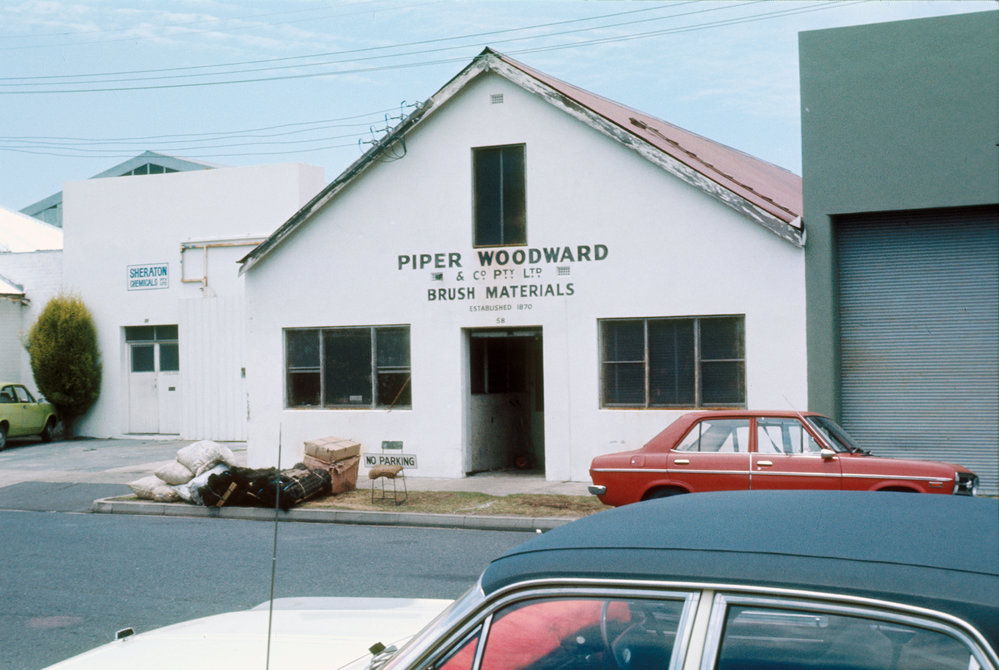 SHERATON
CHEMICALS
PIPER WOODWARD
& CO PTY LTD
BRUSH MATERIALS
ESTABLISHED 1870
58
NO PARKING